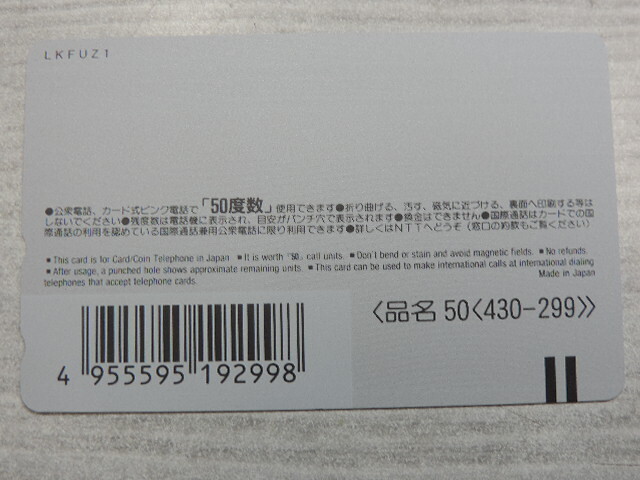 LKFUZ1
●公衆電話、カード式ピンク電話で「50度数」使用できます●折り曲げる、汚す、磁気に近づける、裏面へ印刷する等は
しないでください●残度数は電話機に表示され、目安がパンチ穴で表示されます●換金はできません●国際通話はカードでの国
際通話の利用を認めている国際通話兼用公衆電話に限り利用できます●詳しくはNTTへどうぞ(窓口の約款もご覧ください)
■ This card is for Card/Coin Telephone in Japan ■ It is worth "50" call units. ■ Don't bend or stain and avoid magnetic fields. ■ No refunds.
■ After usage, a punched hole shows approximate remaining units. ■ This card can be used to make international calls at international dialing
telephones that accept telephone cards. Made in Japan
〈品名 50〈430-299〉〉
4 955595 192998